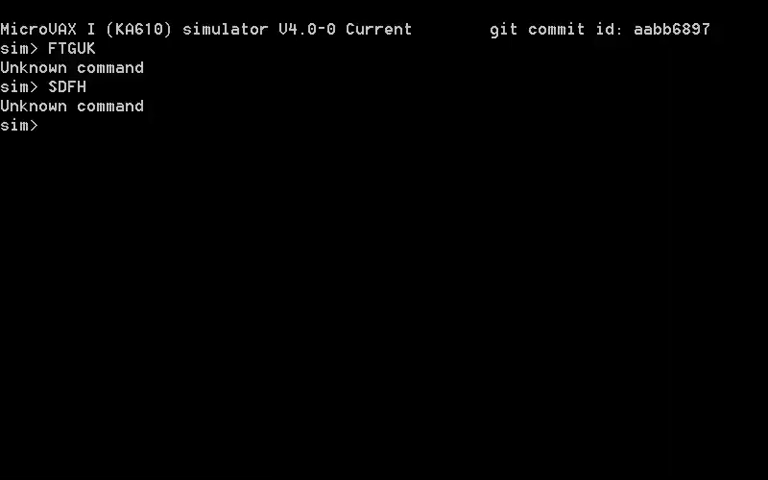 MicroVAX I (KA610) simulator V4.0-0 Current        git commit id: aabb6897
sim> FTGUK
Unknown command
sim> SDFH
Unknown command
sim>